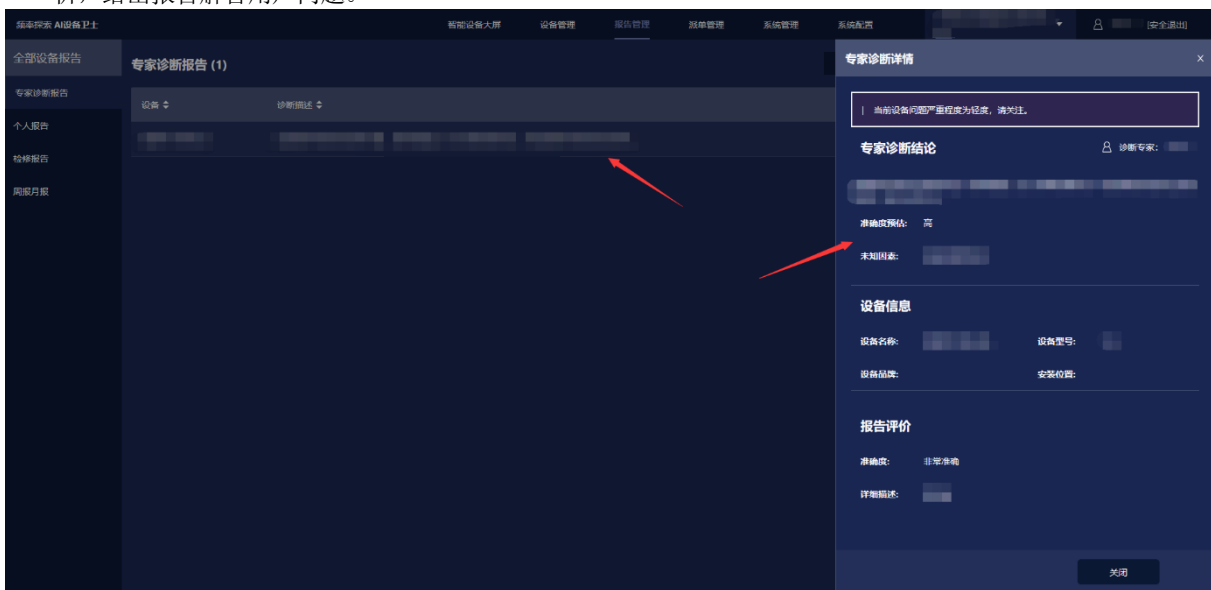 价，给出报告解答用户问题。
频率探索 AI设备卫士 智能设备大屏 设备管理 报告管理 派单管理 系统管理 系统配置 [安全退出]
全部设备报告
专家诊断报告
个人报告
检修报告
周报月报
专家诊断报告 (1)
设备 诊断描述
专家诊断详情 ×
当前设备问题严重程度为轻度，请关注。
专家诊断结论 诊断专家:
准确度预估: 高
未知因素:
设备信息
设备名称: 设备型号:
设备品牌: 安装位置:
报告评价
准确度: 非常准确
详细描述:
关闭